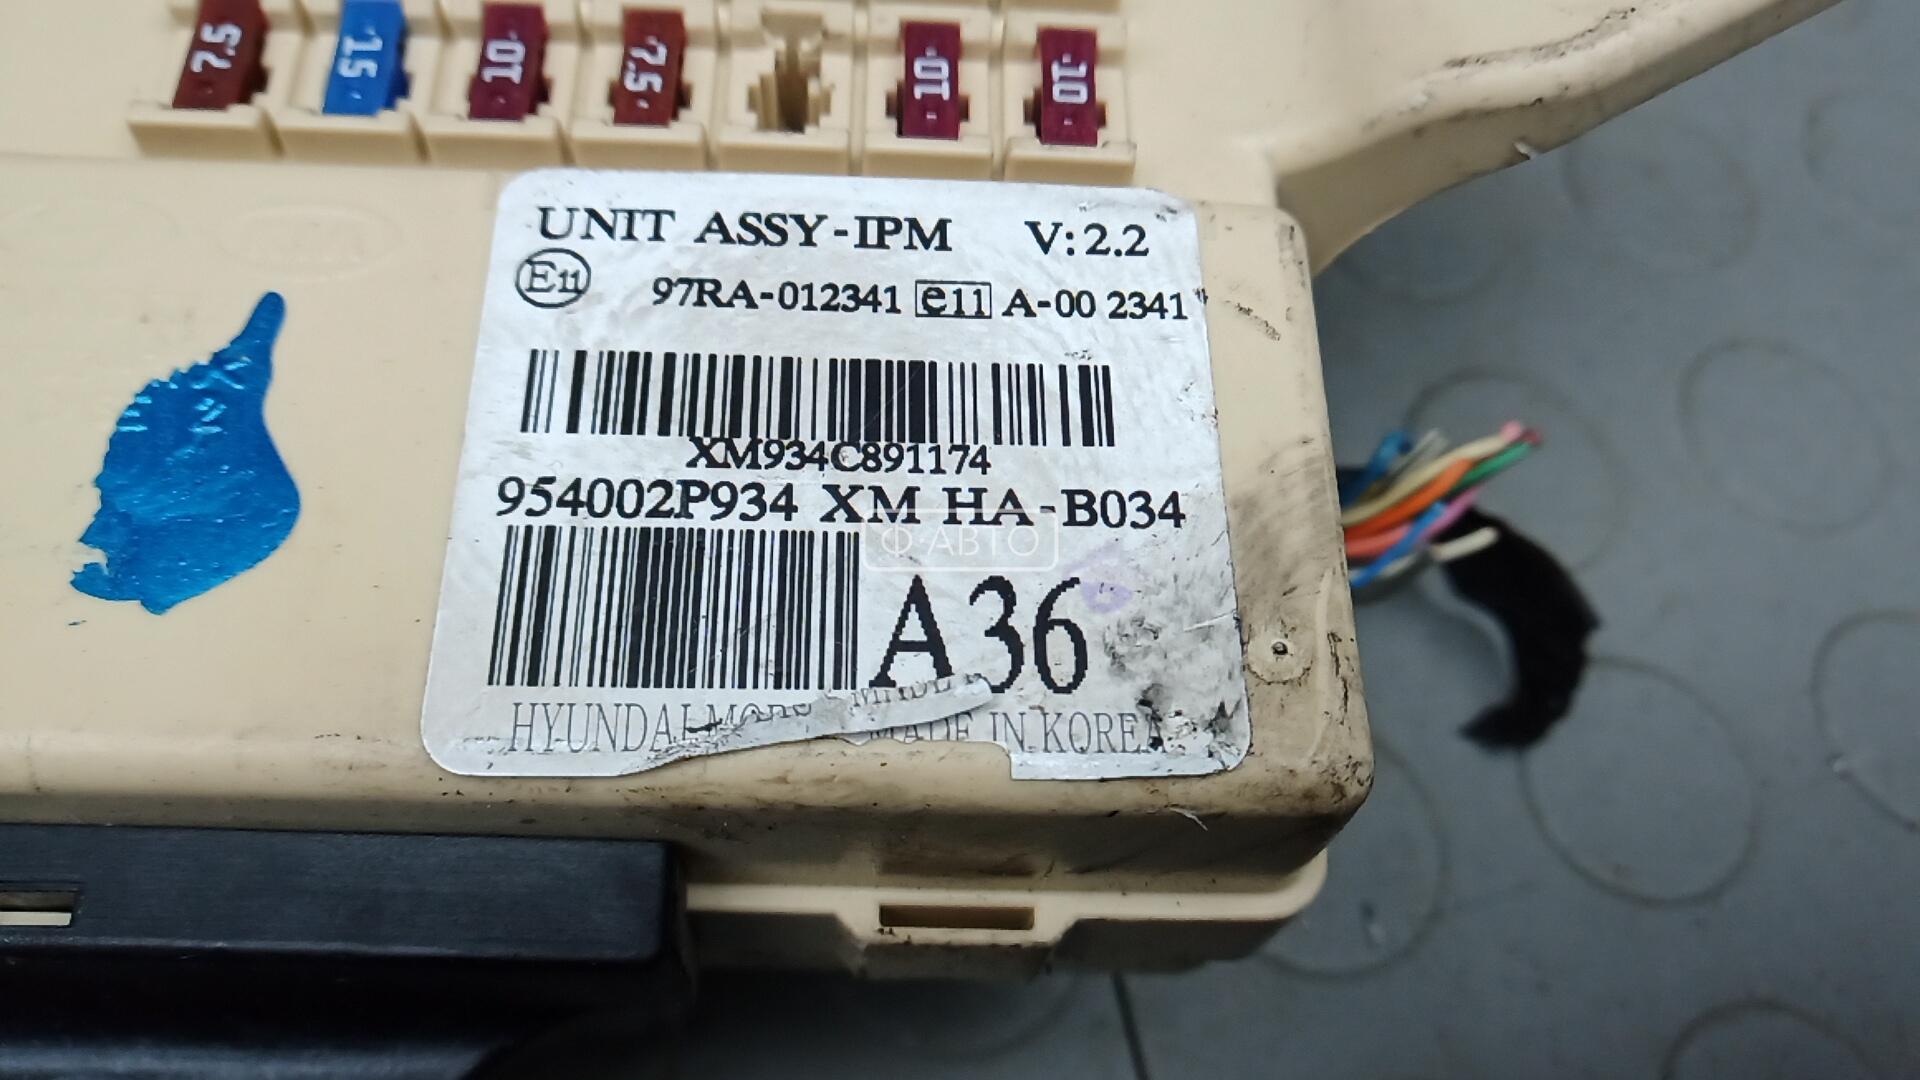 7.5 15 10 7.5 10 10
UNIT ASSY-IPM V:2.2
E11 97RA-012341 e11 A-00 2341
XM934C891174
954002P934 XM HA-B034
Ф-АВТО
A36
HYUNDAI MADE IN KOREA